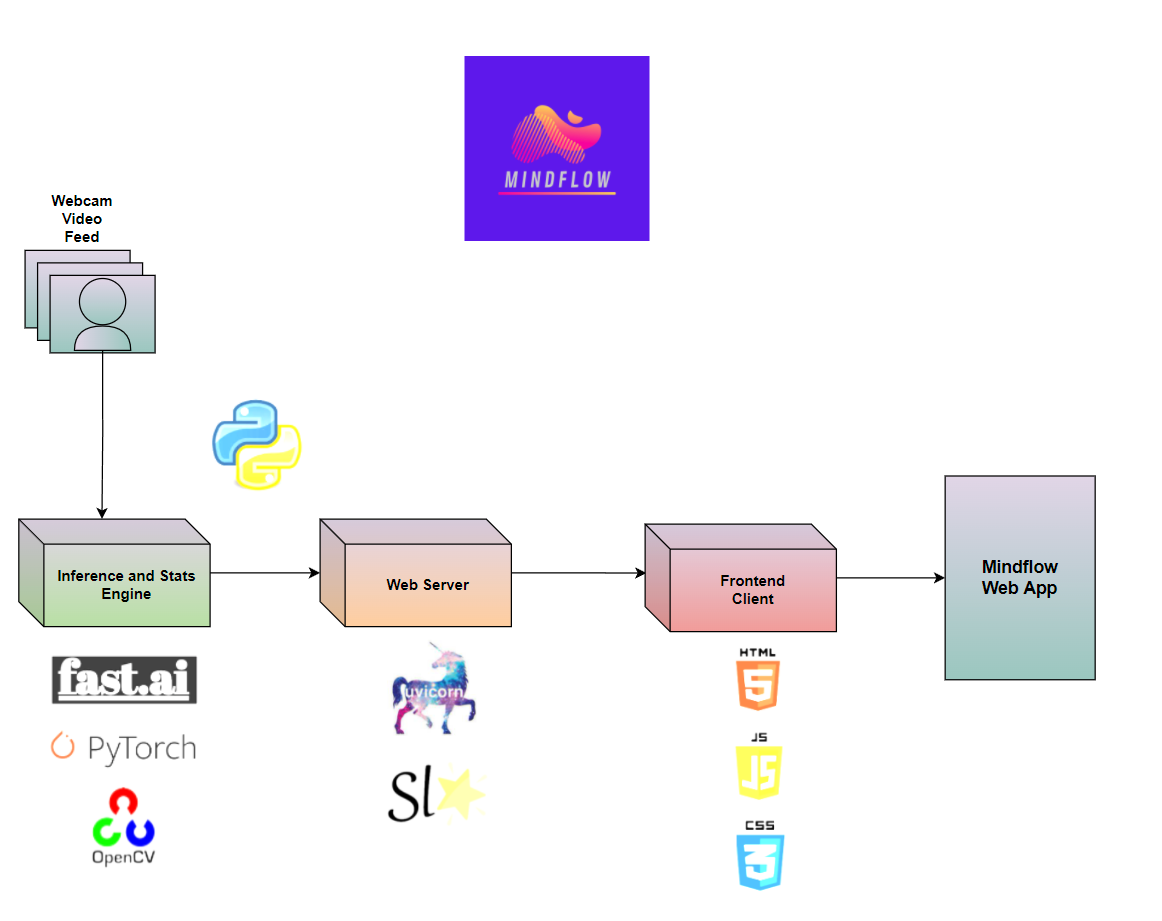 MINDFLOW
Webcam
Video
Feed
Inference and Stats
Engine
Web Server
Frontend
Client
Mindflow
Web App
fast.ai
PyTorch
OpenCV
uvicorn
Sl
HTML
5
JS
JS
CSS
3